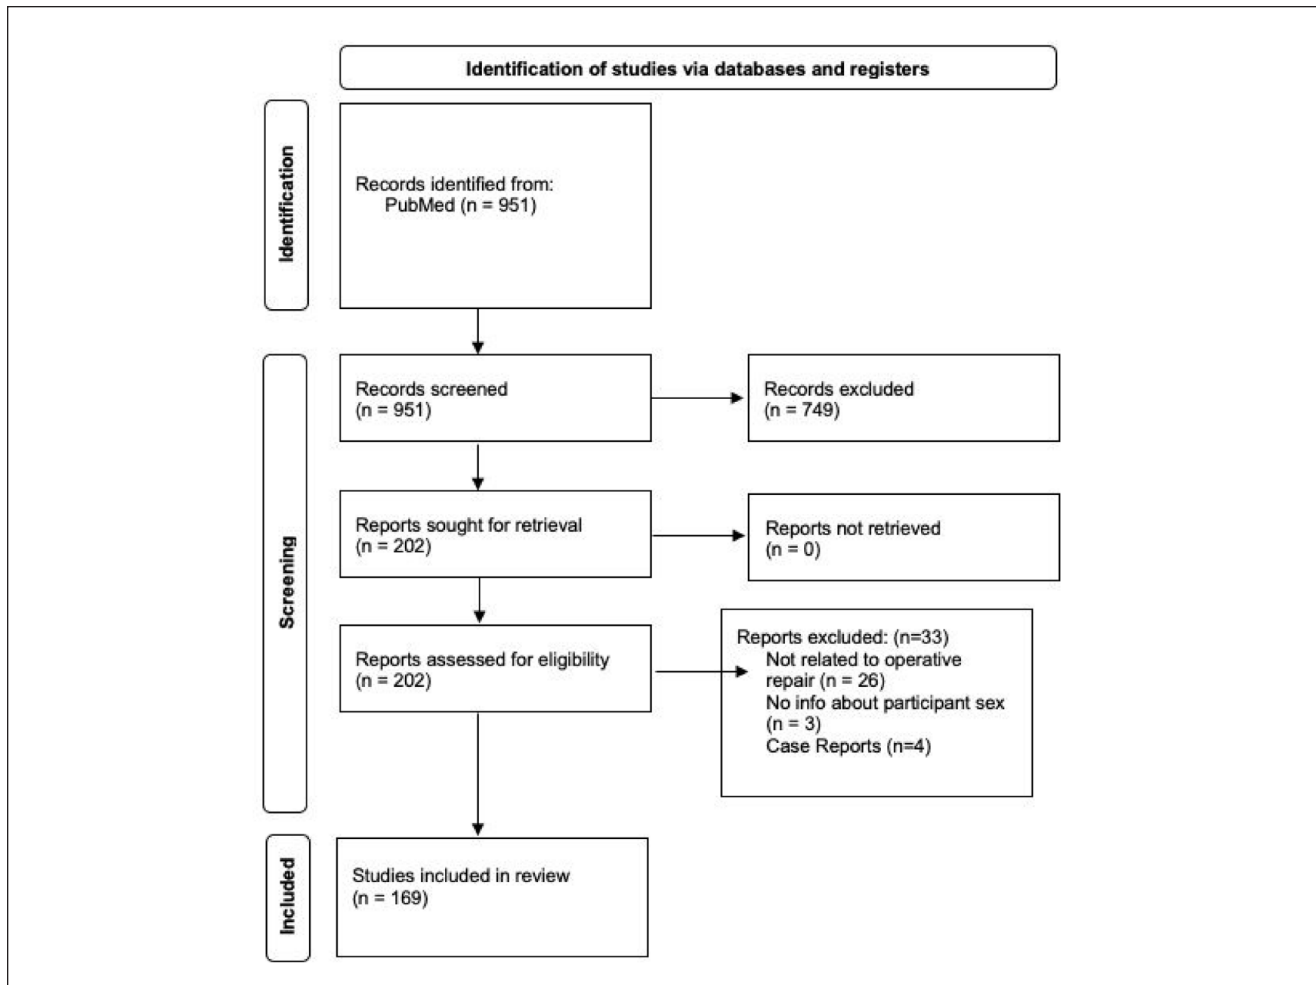 Identification of studies via databases and registers
Identification
Records identified from:
PubMed (n = 951)
Screening
Records screened
(n = 951)
Records excluded
(n = 749)
Reports sought for retrieval
(n = 202)
Reports not retrieved
(n = 0)
Reports assessed for eligibility
(n = 202)
Reports excluded: (n=33)
Not related to operative
repair (n = 26)
No info about participant sex
(n = 3)
Case Reports (n=4)
Included
Studies included in review
(n = 169)